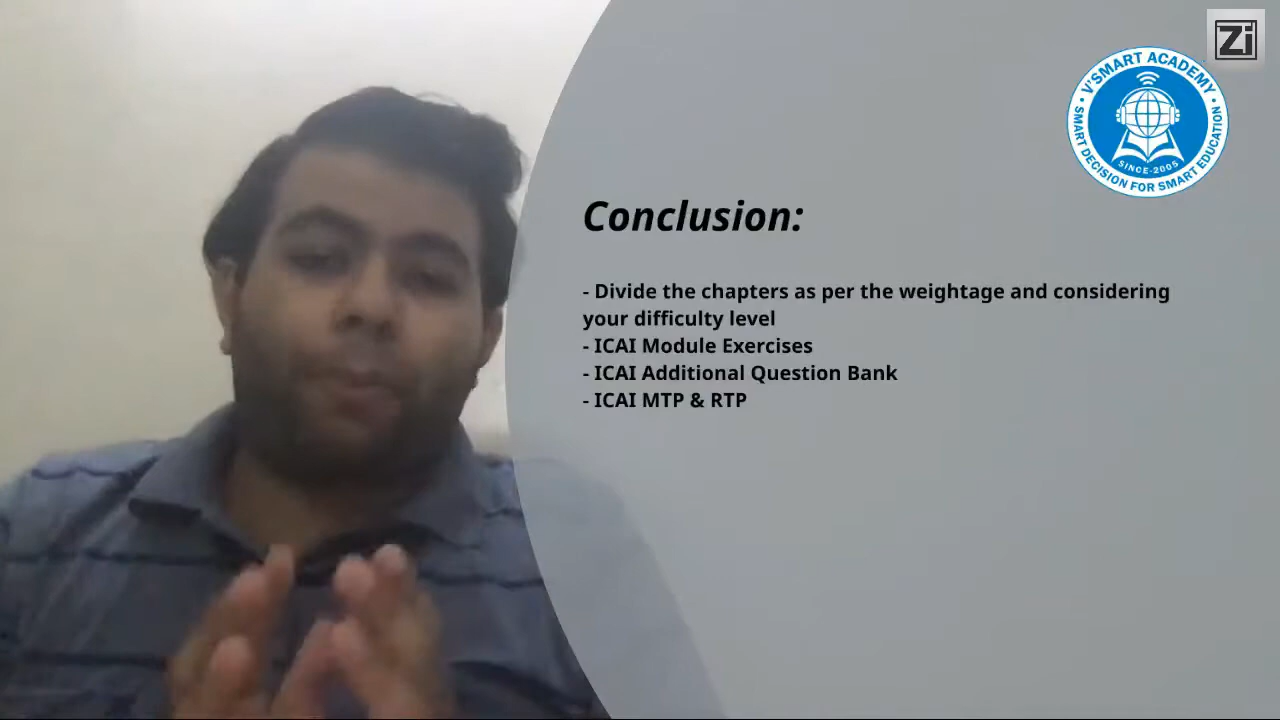 Zi
• V'SMART ACADEMY •
SMART DECISION FOR SMART EDUCATION
SINCE-2005
Conclusion:
- Divide the chapters as per the weightage and considering
your difficulty level
- ICAI Module Exercises
- ICAI Additional Question Bank
- ICAI MTP & RTP